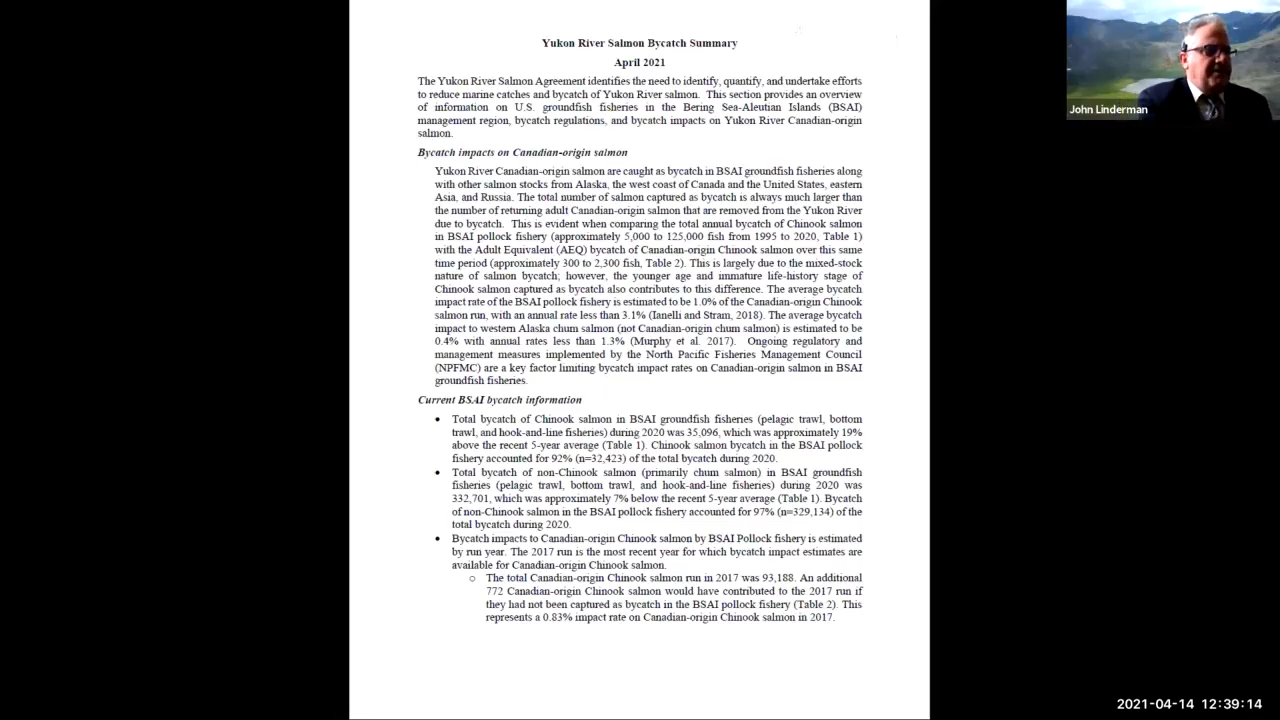 Yukon River Salmon Bycatch Summary
April 2021
The Yukon River Salmon Agreement identifies the need to identify, quantify, and undertake efforts
to reduce marine catches and bycatch of Yukon River salmon. This section provides an overview
of information on U.S. groundfish fisheries in the Bering Sea-Aleutian Islands (BSAI)
management region, bycatch regulations, and bycatch impacts on Yukon River Canadian-origin
salmon.
Bycatch impacts on Canadian-origin salmon
Yukon River Canadian-origin salmon are caught as bycatch in BSAI groundfish fisheries along
with other salmon stocks from Alaska, the west coast of Canada and the United States, eastern
Asia, and Russia. The total number of salmon captured as bycatch is always much larger than
the number of returning adult Canadian-origin salmon that are removed from the Yukon River
due to bycatch. This is evident when comparing the total annual bycatch of Chinook salmon
in BSAI pollock fishery (approximately 5,000 to 125,000 fish from 1995 to 2020, Table 1)
with the Adult Equivalent (AEQ) bycatch of Canadian-origin Chinook salmon over this same
time period (approximately 300 to 2,300 fish, Table 2). This is largely due to the mixed-stock
nature of salmon bycatch; however, the younger age and immature life-history stage of
Chinook salmon captured as bycatch also contributes to this difference. The average bycatch
impact rate of the BSAI pollock fishery is estimated to be 1.0% of the Canadian-origin Chinook
salmon run, with an annual rate less than 3.1% (Ianelli and Stram, 2018). The average bycatch
impact to western Alaska chum salmon (not Canadian-origin chum salmon) is estimated to be
0.4% with annual rates less than 1.3% (Murphy et al. 2017). Ongoing regulatory and
management measures implemented by the North Pacific Fisheries Management Council
(NPFMC) are a key factor limiting bycatch impact rates on Canadian-origin salmon in BSAI
groundfish fisheries.
Current BSAI bycatch information
• Total bycatch of Chinook salmon in BSAI groundfish fisheries (pelagic trawl, bottom
trawl, and hook-and-line fisheries) during 2020 was 35,096, which was approximately 19%
above the recent 5-year average (Table 1). Chinook salmon bycatch in the BSAI pollock
fishery accounted for 92% (n=32,423) of the total bycatch during 2020.
• Total bycatch of non-Chinook salmon (primarily chum salmon) in BSAI groundfish
fisheries (pelagic trawl, bottom trawl, and hook-and-line fisheries) during 2020 was
332,701, which was approximately 7% below the recent 5-year average (Table 1). Bycatch
of non-Chinook salmon in the BSAI pollock fishery accounted for 97% (n=329,134) of the
total bycatch during 2020.
• Bycatch impacts to Canadian-origin Chinook salmon by BSAI Pollock fishery is estimated
by run year. The 2017 run is the most recent year for which bycatch impact estimates are
available for Canadian-origin Chinook salmon.
○ The total Canadian-origin Chinook salmon run in 2017 was 93,188. An additional
772 Canadian-origin Chinook salmon would have contributed to the 2017 run if
they had not been captured as bycatch in the BSAI pollock fishery (Table 2). This
represents a 0.83% impact rate on Canadian-origin Chinook salmon in 2017.
John Linderman
2021-04-14 12:39:14